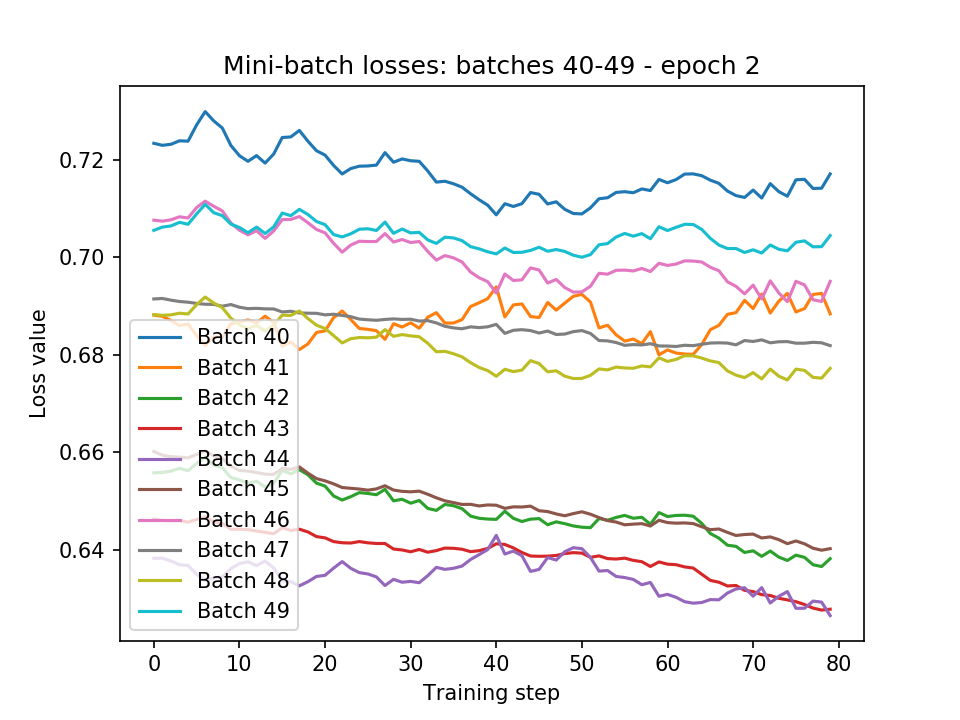 Mini-batch losses: batches 40-49 - epoch 2
Loss value
0.72
0.70
0.68
0.66
0.64
Batch 40
Batch 41
Batch 42
Batch 43
Batch 44
Batch 45
Batch 46
Batch 47
Batch 48
Batch 49
0 10 20 30 40 50 60 70 80
Training step